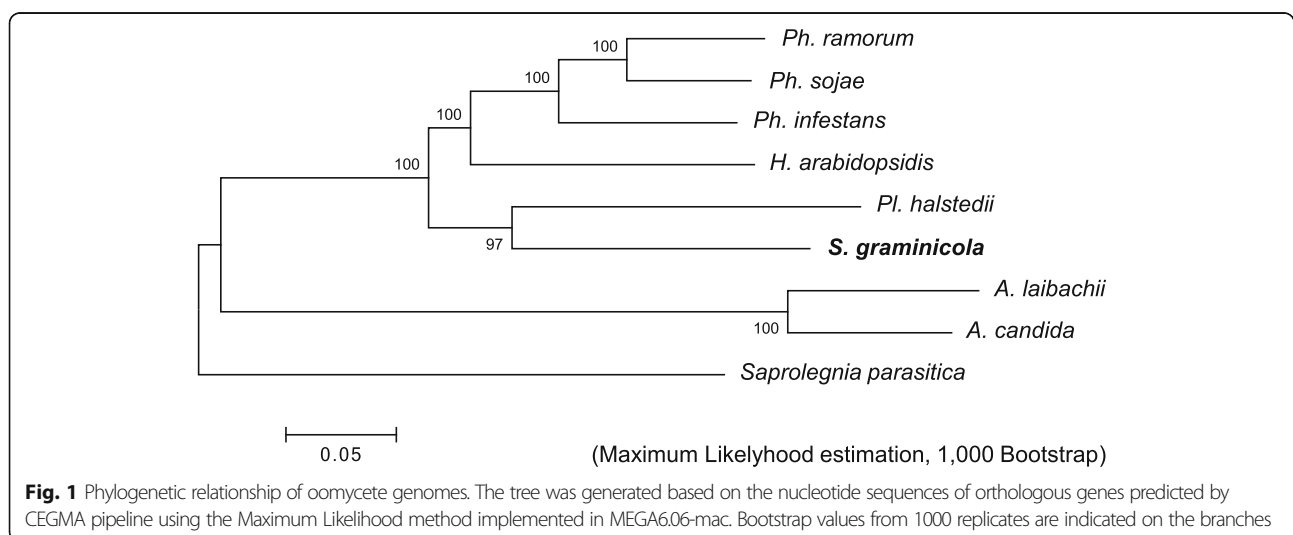 100
Ph. ramorum
100
Ph. sojae
100
Ph. infestans
100
H. arabidopsidis
Pl. halstedii
97
S. graminicola
A. laibachii
100
A. candida
Saprolegnia parasitica
0.05
(Maximum Likelyhood estimation, 1,000 Bootstrap)
Fig. 1 Phylogenetic relationship of oomycete genomes. The tree was generated based on the nucleotide sequences of orthologous genes predicted by
CEGMA pipeline using the Maximum Likelihood method implemented in MEGA6.06-mac. Bootstrap values from 1000 replicates are indicated on the branches